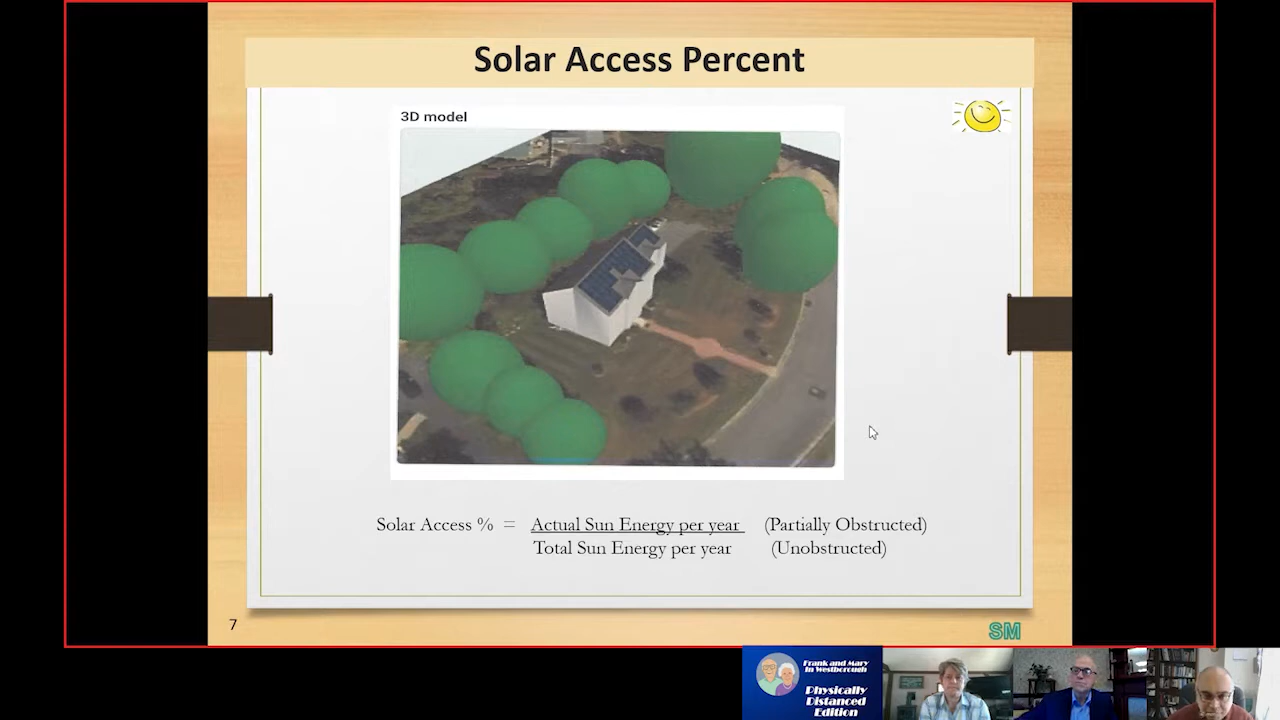 Solar Access Percent
3D model
Solar Access % = Actual Sun Energy per year (Partially Obstructed)
Total Sun Energy per year (Unobstructed)
7
SM
Frank and Mary
In Westborough
Physically
Distanced
Edition